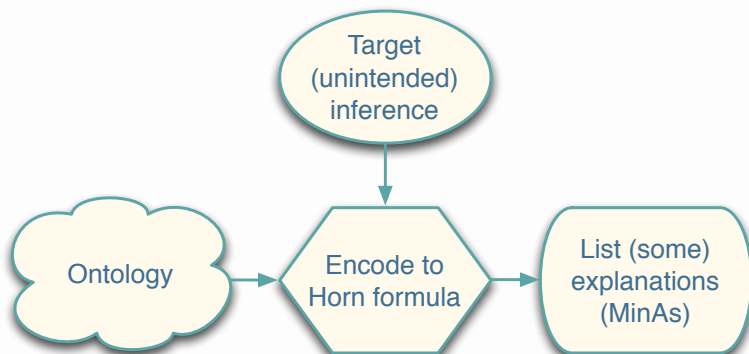 Target
(unintended)
inference
Ontology
Encode to
Horn formula
List (some)
explanations
(MinAs)